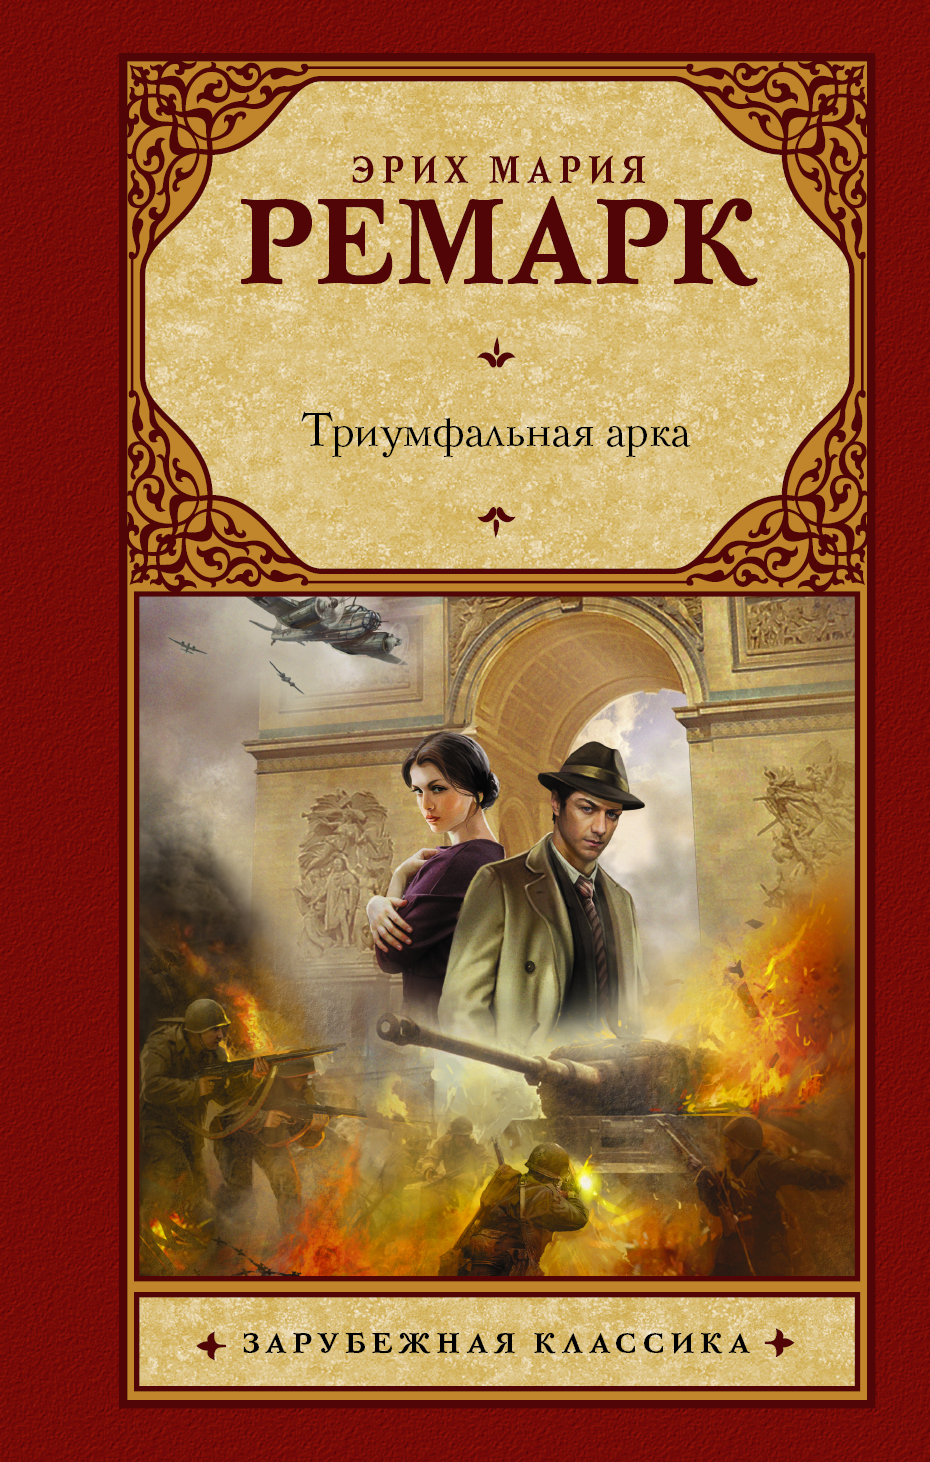 ЭРИХ МАРИЯ
РЕМАРК
Триумфальная арка
ЗАРУБЕЖНАЯ КЛАССИКА